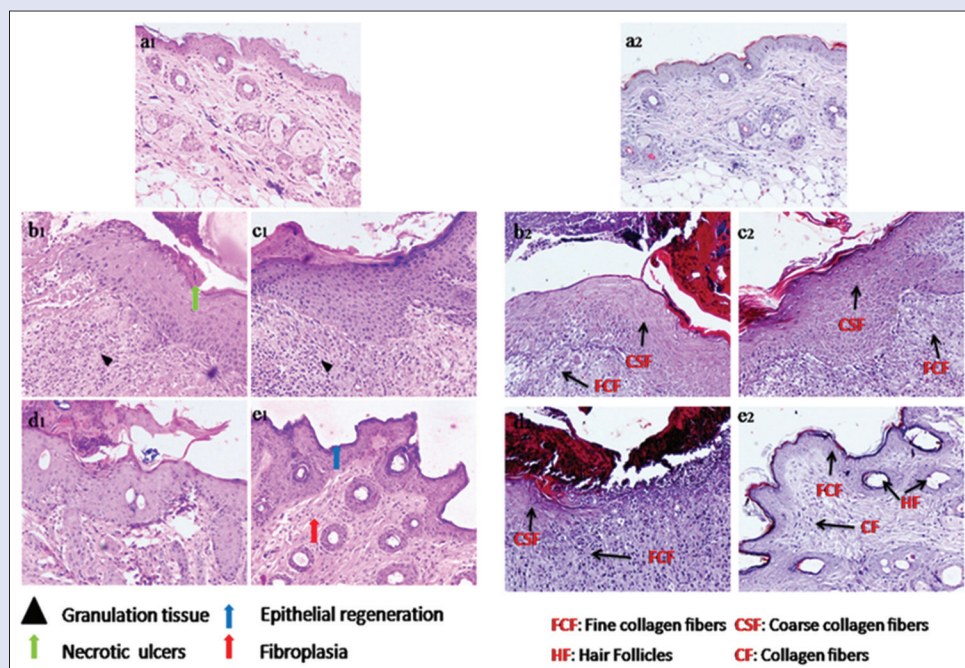 a1
a2
b1
c1
b2
c2
CSF
FCF
CSF
FCF
d1
e1
d2
e2
CSF
FCF
FCF
HF
CF
Granulation tissue
Epithelial regeneration
Necrotic ulcers
Fibroplasia
FCF: Fine collagen fibers CSF: Coarse collagen fibers
HF: Hair Follicles CF: Collagen fibers